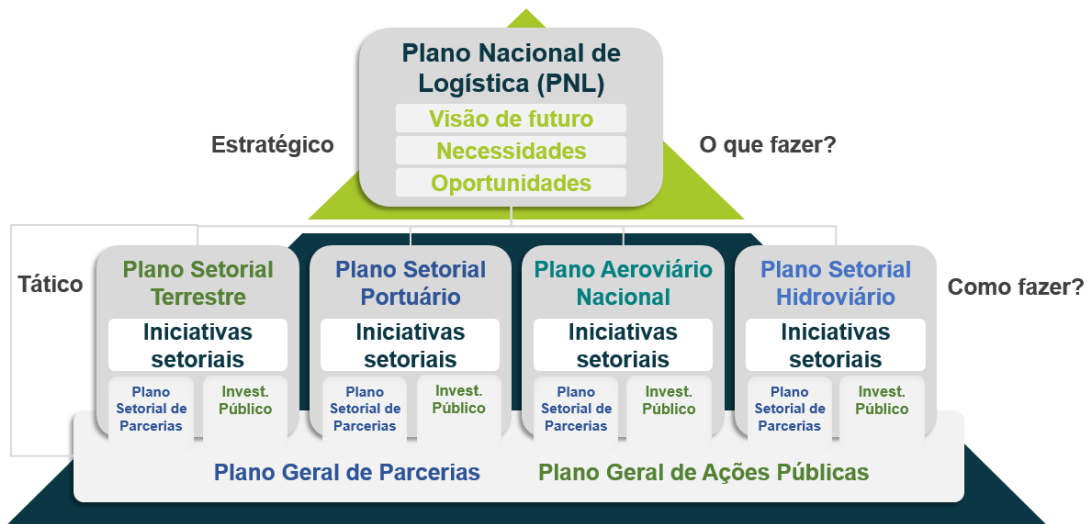 Plano Nacional de
Logística (PNL)
Visão de futuro
Estratégico
Necessidades
O que fazer?
Oportunidades
Tático
Plano Setorial
Terrestre
Iniciativas
setoriais
Plano
Setorial de
Parcerias
Invest.
Público
Plano Setorial
Portuário
Iniciativas
setoriais
Plano
Setorial de
Parcerias
Invest.
Público
Plano Aeroviário
Nacional
Iniciativas
setoriais
Plano
Setorial de
Parcerias
Invest.
Público
Plano Setorial
Hidroviário
Iniciativas
setoriais
Plano
Setorial de
Parcerias
Invest.
Público
Como fazer?
Plano Geral de Parcerias
Plano Geral de Ações Públicas